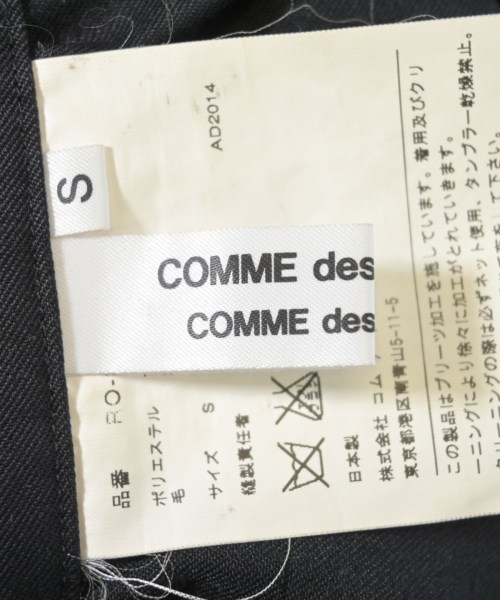 S
COMME des
COMME des
AD2014
品番 RO-
ポリエステル
毛
サイズ S
縫製責任者
日本製
株式会社 コム
東京都港区南青山5-11-5
この製品はプリーツ加工を施しています。着用及びクリ
ーニングにより徐々に加工がとれていきます。
クリーニングの際は必ずネット使用、タンブラー乾燥禁止。
て下さい。